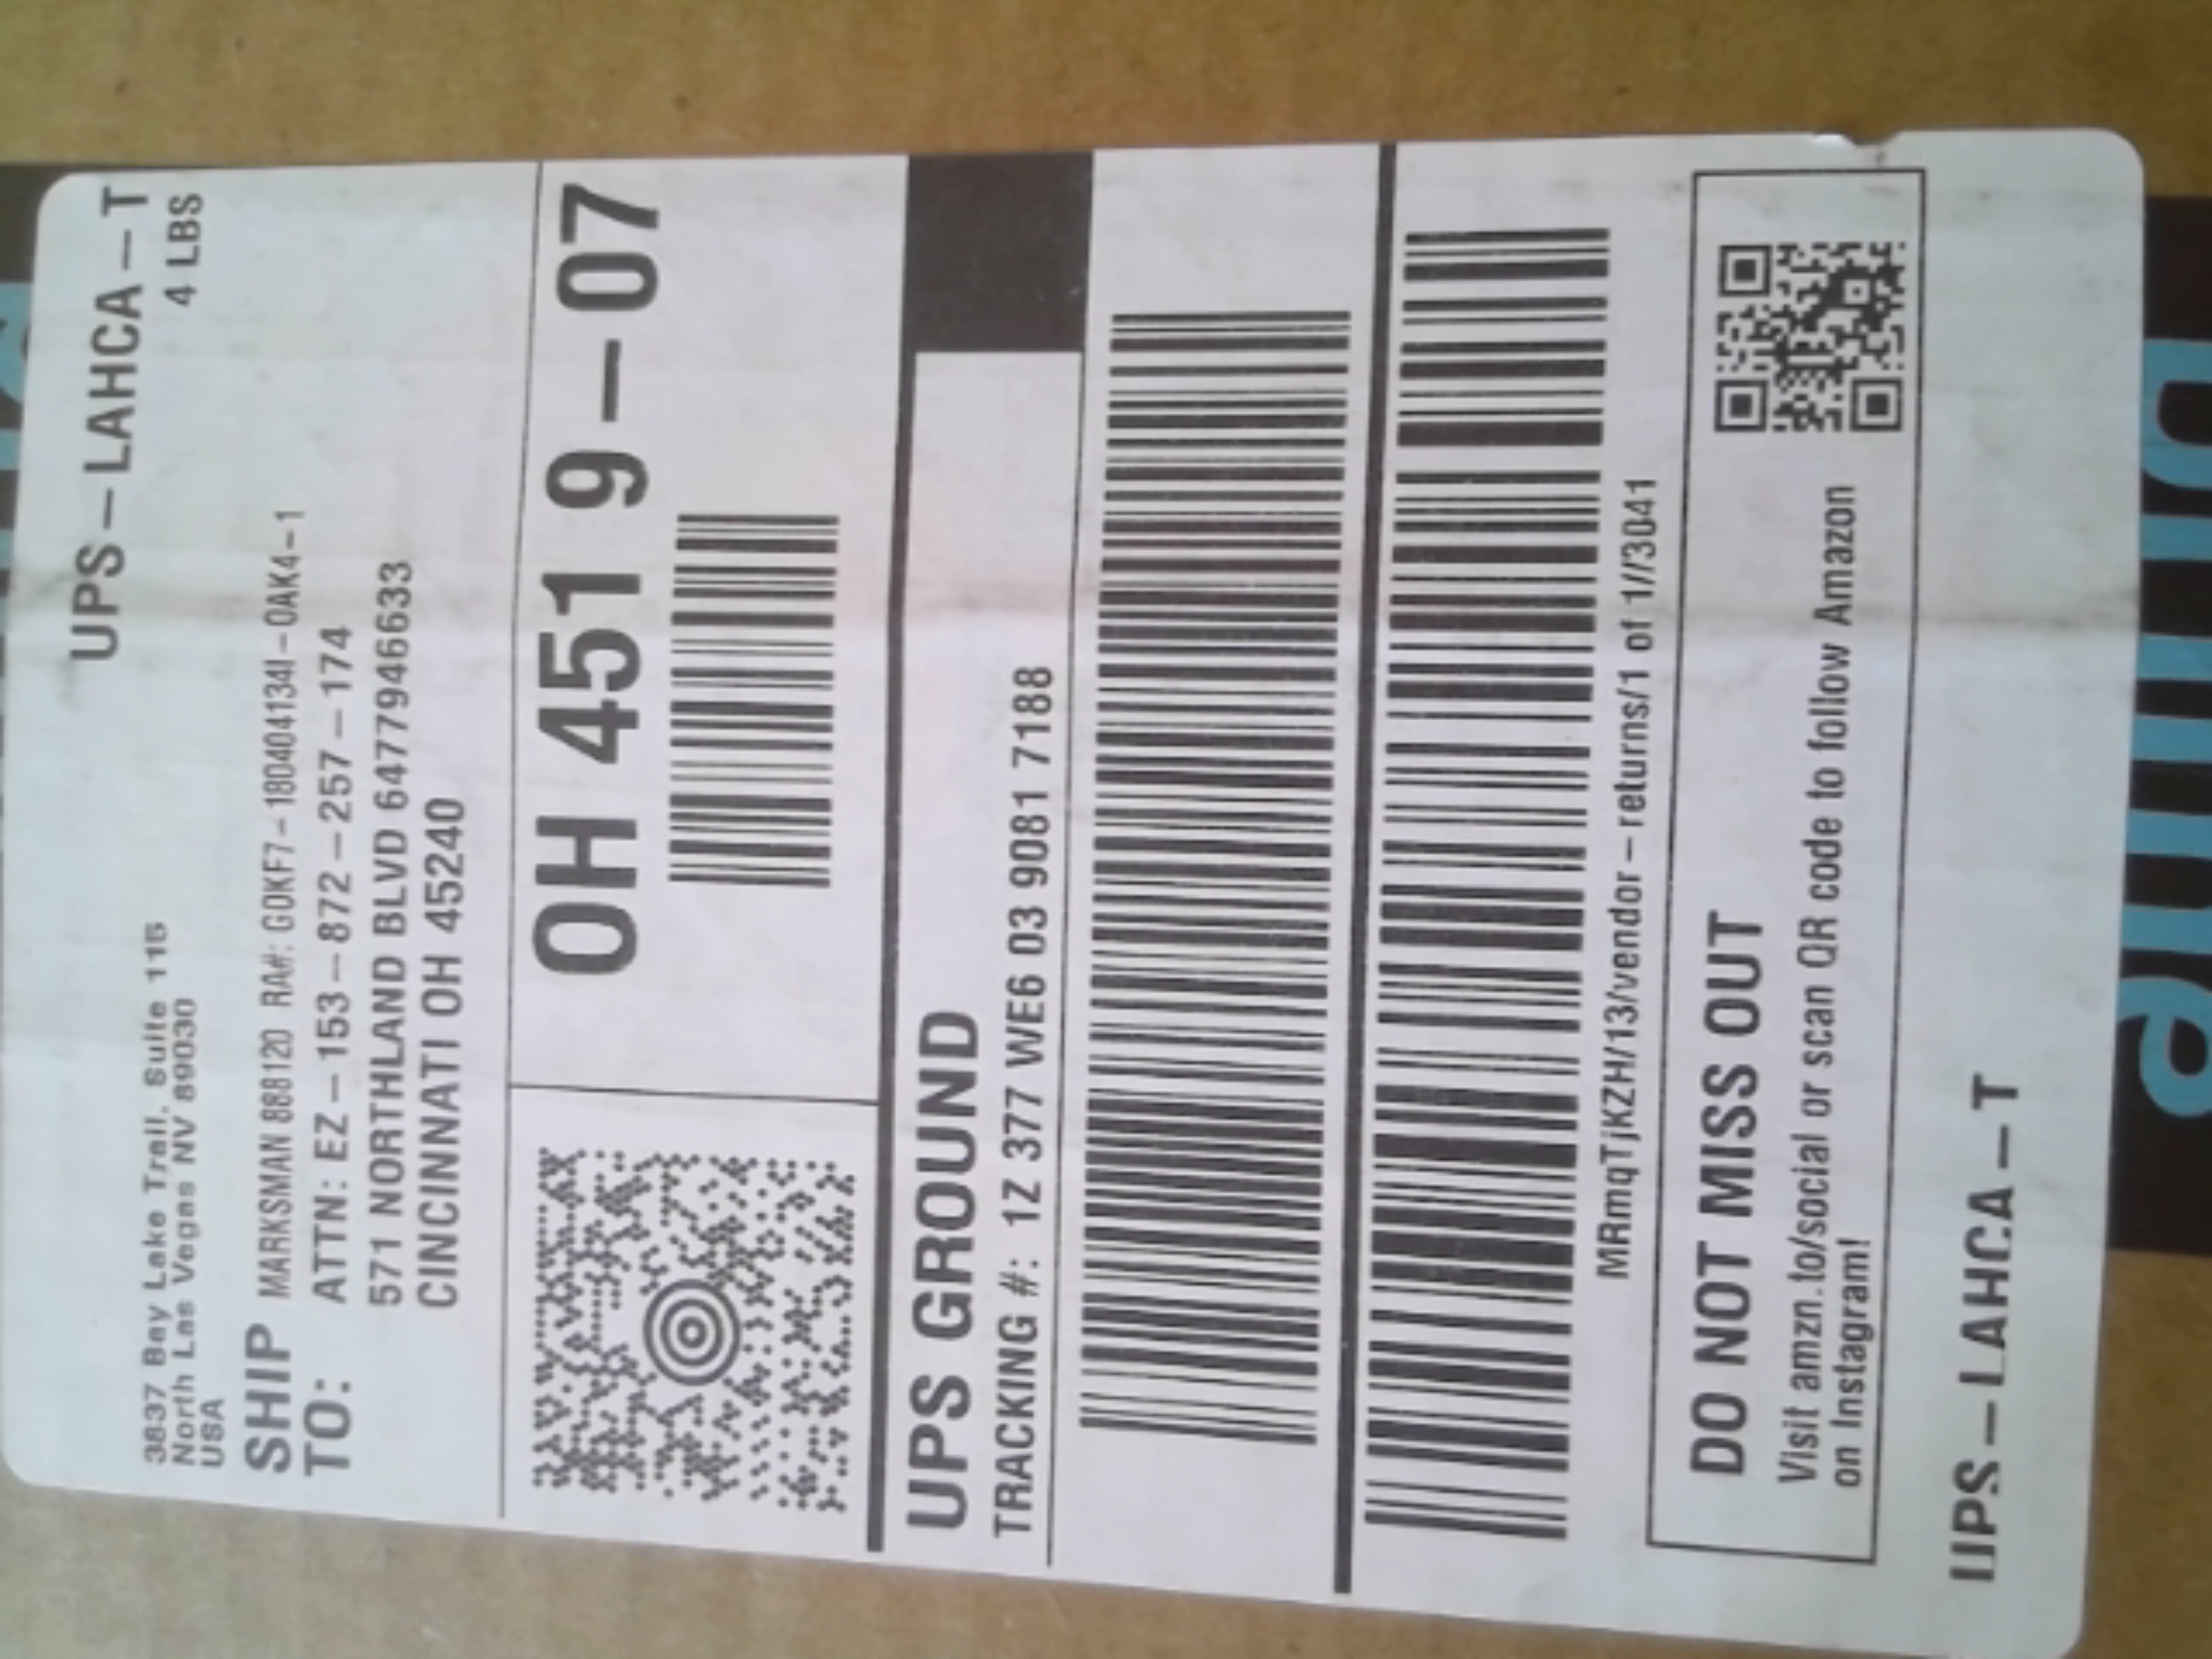 UPS-LAHCA-T
4 LBS
3837 Bay Lake Trail, Suite 115
North Las Vegas NV 89030
USA
SHIP
TO:
MARKSMAN 888120 RA#: G0KF7-180404134I-0AK4-1
ATTN: EZ-153-872-257-174
571 NORTHLAND BLVD 6477946633
CINCINNATI OH 45240
OH 451 9-07
UPS GROUND
TRACKING #: 1Z 377 WE6 03 9081 7188
MRmqTjKZH/13/vendor-returns/1 of 1//3041
DO NOT MISS OUT
Visit amzn.to/social or scan QR code to follow Amazon
on Instagram!
UPS-LAHCA-T